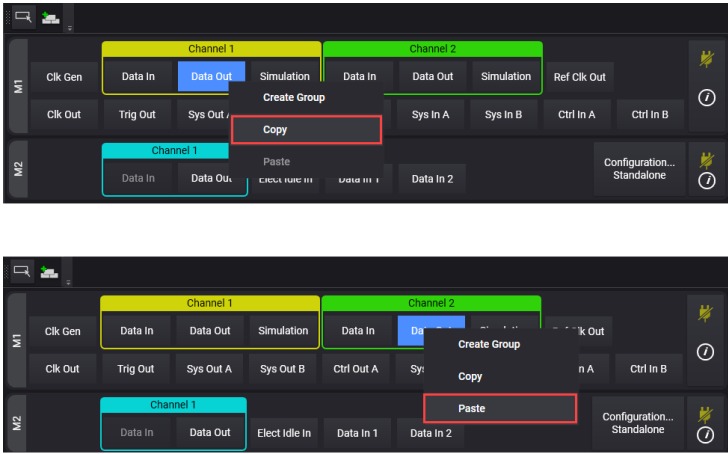 Channel 1
Channel 2
M1
Clk Gen
Data In
Data Out
Simulation
Data In
Data Out
Simulation
Ref Clk Out
Create Group
Clk Out
Trig Out
Sys Out
Sys In A
Sys In B
Ctrl In A
Ctrl In B
Copy
M2
Channel 1
Paste
Data In
Data Out
Elect Idle In
Data In 1
Data In 2
Configuration...
Standalone
Channel 1
Channel 2
M1
Clk Gen
Data In
Data Out
Simulation
Data In
Clk Out
Create Group
Clk Out
Trig Out
Sys Out A
Sys Out B
Ctrl Out A
Sys
In A
Ctrl In B
Copy
M2
Channel 1
Paste
Data In
Data Out
Elect Idle In
Data In 1
Data In 2
Configuration...
Standalone